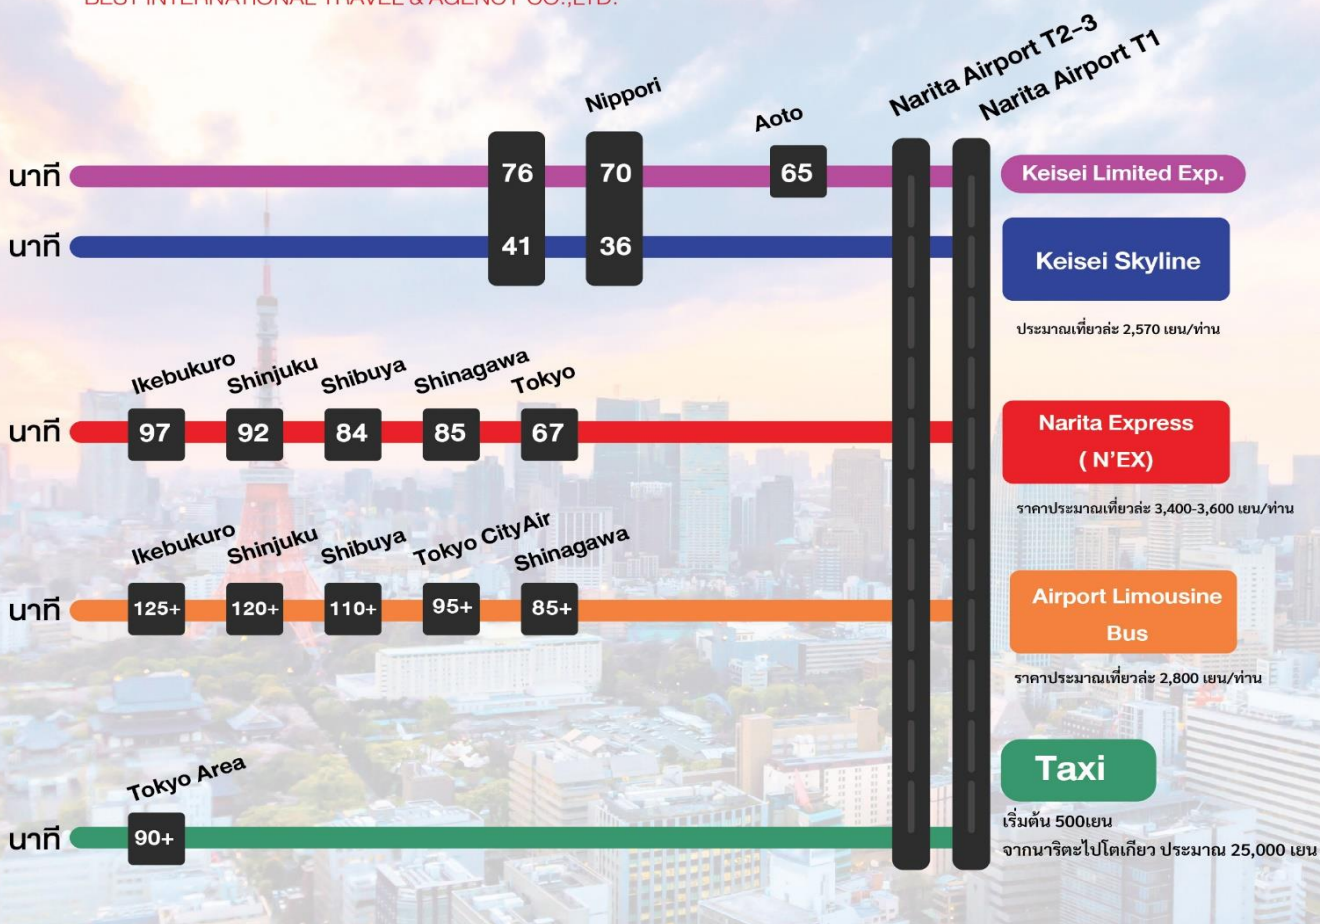 BEST INTERNATIONAL TRAVEL & AGENCY CO.,LTD.
Narita Airport T2-3
Narita Airport T1
Nippori
Aoto
นาที
76
70
65
Keisei Limited Exp.
นาที
41
36
Keisei Skyline
ประมาณเที่ยวล่ะ 2,570 เยน/ท่าน
Ikebukuro
Shinjuku
Shibuya
Shinagawa
Tokyo
นาที
97
92
84
85
67
Narita Express
( N'EX)
ราคาประมาณเที่ยวล่ะ 3,400-3,600 เยน/ท่าน
Ikebukuro
Shinjuku
Shibuya
Tokyo CityAir
Shinagawa
นาที
125+
120+
110+
95+
85+
Airport Limousine
Bus
ราคาประมาณเที่ยวล่ะ 2,800 เยน/ท่าน
Tokyo Area
นาที
90+
Taxi
เริ่มต้น 500เยน
จากนาริตะไปโตเกียว ประมาณ 25,000 เยน